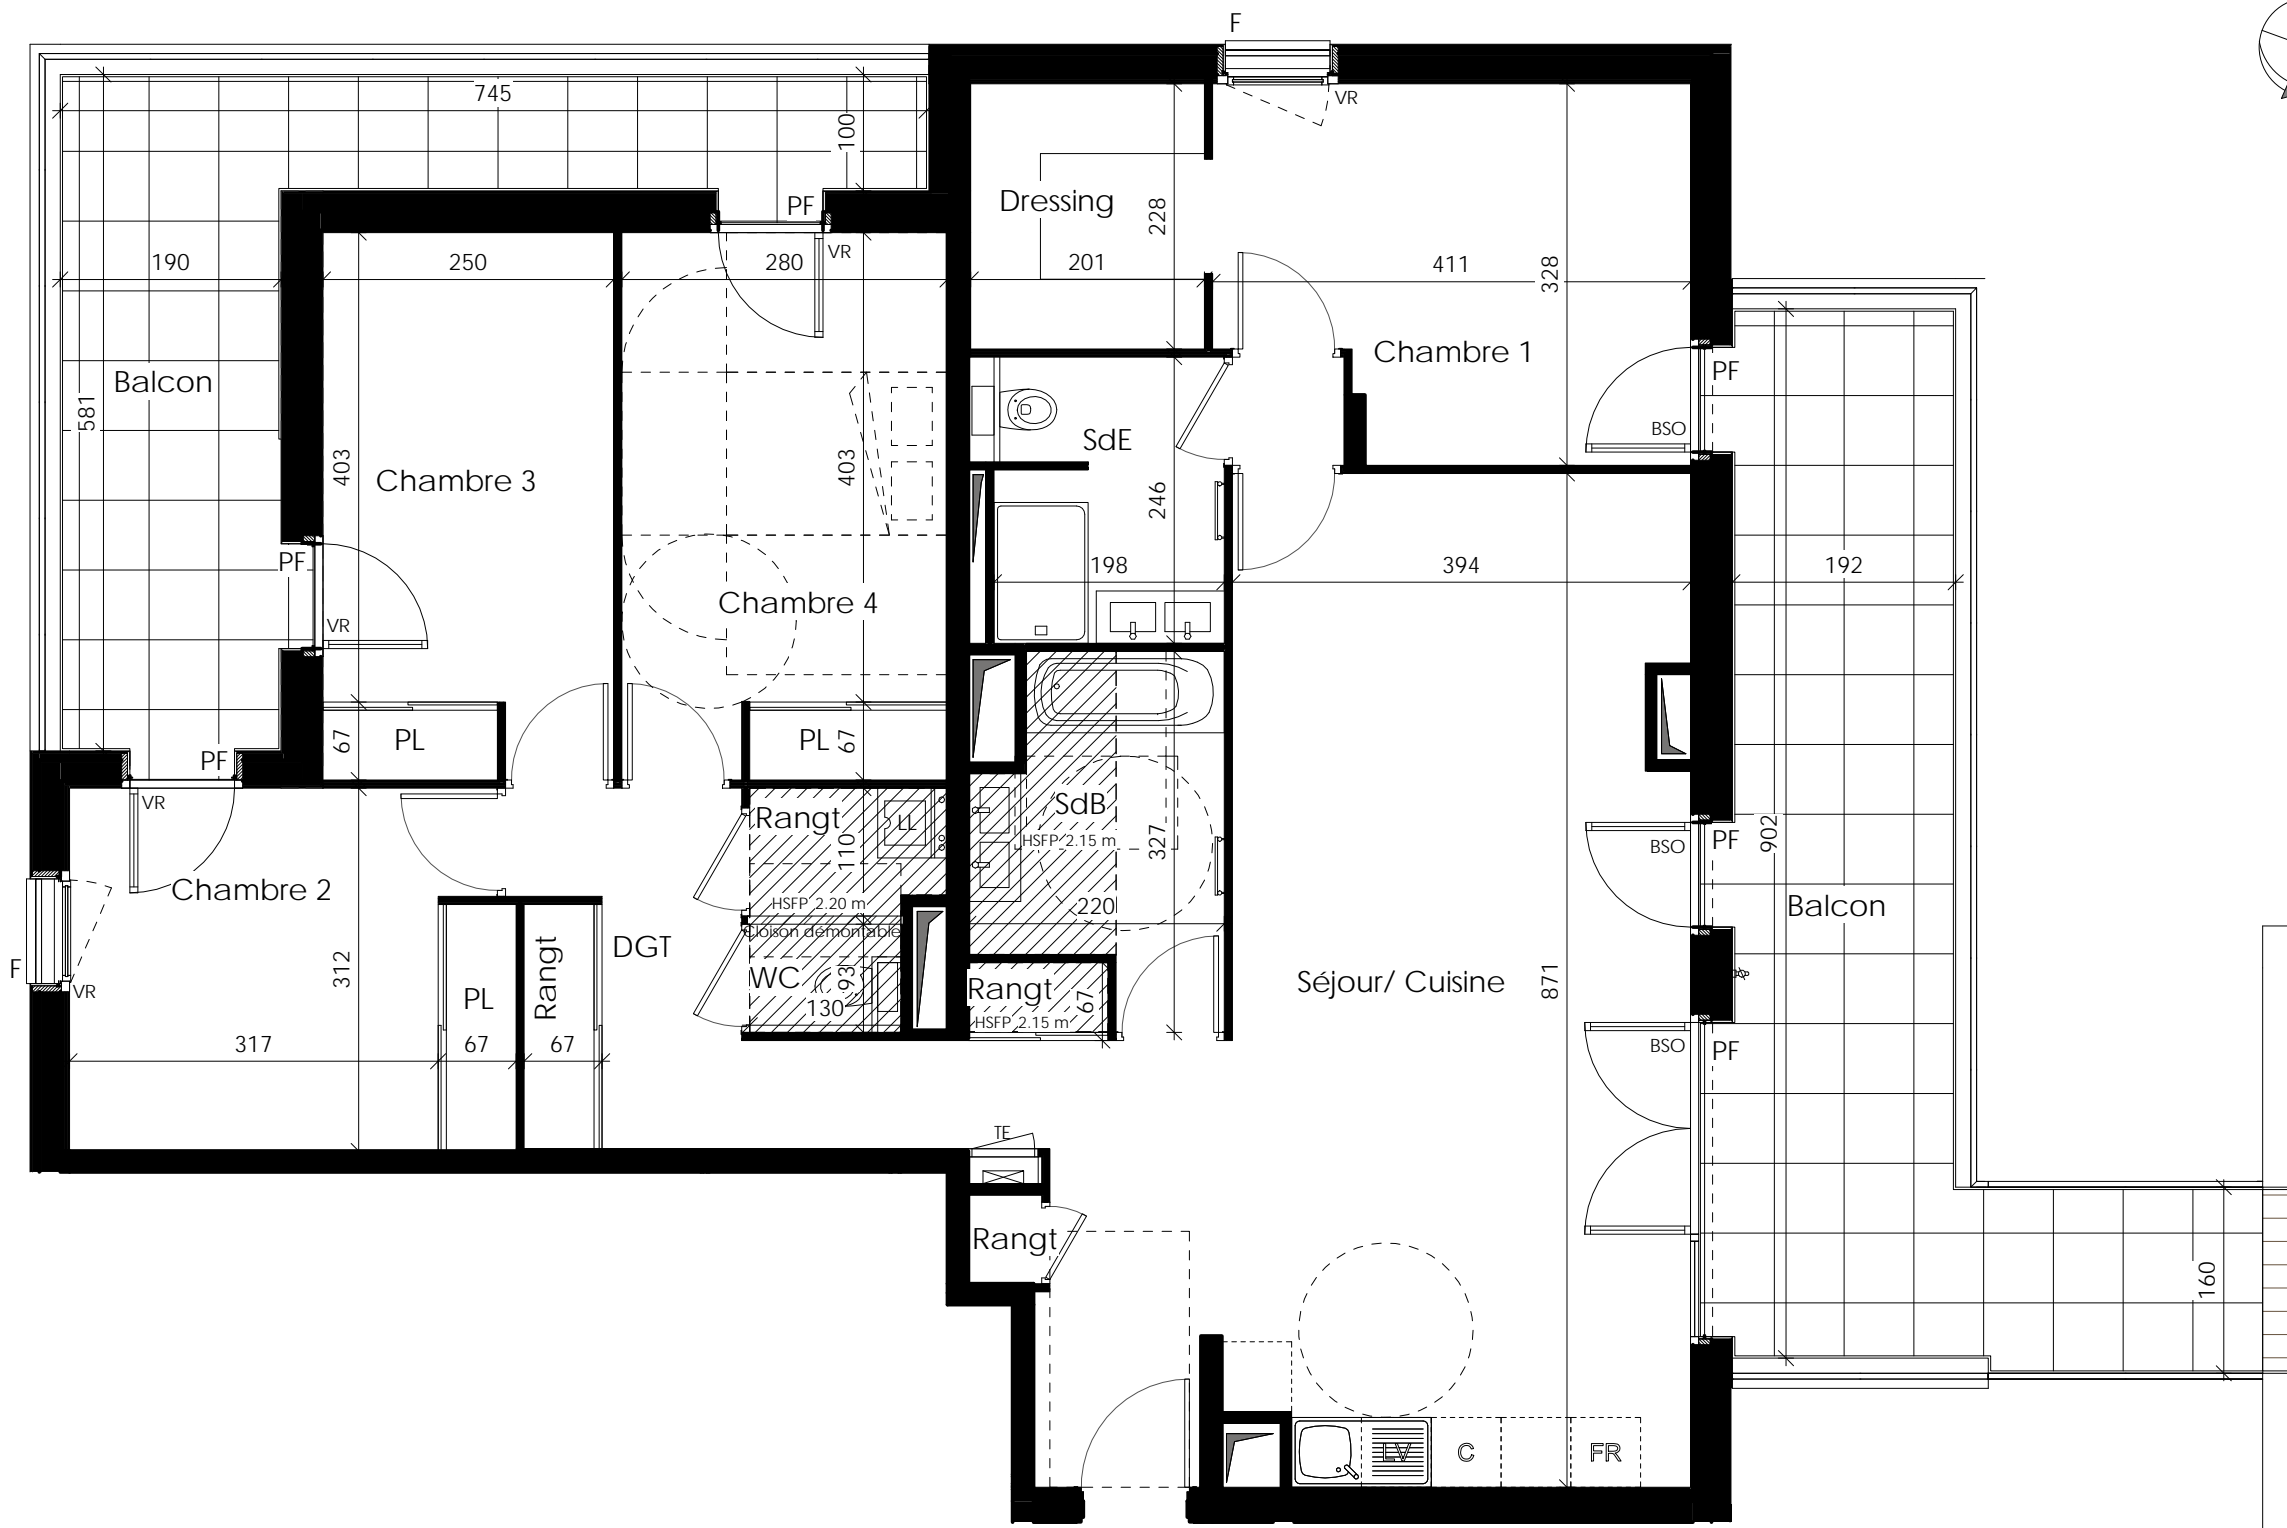 F
745
VR
100
PF
Dressing
228
VR
190
250
280
201
411
328
Chambre 1
PF
Balcon
581
BSO
SdE
403
Chambre 3
403
246
PF
198
394
192
Chambre 4
VR
PL
67
PL
67
PF
VR
Rangt
LL
SdB
HSFP 2.15 m
327
110
902
PF
BSO
Chambre 2
HSFP 2.20 m
220
Balcon
Cloison démontable
DGT
Rangt
312
F
VR
WC
93
130
PL
Rangt
67
HSFP 2.15 m
Séjour/ Cuisine
871
317
67
67
BSO
PF
TE
Rangt
160
LV
C
FR